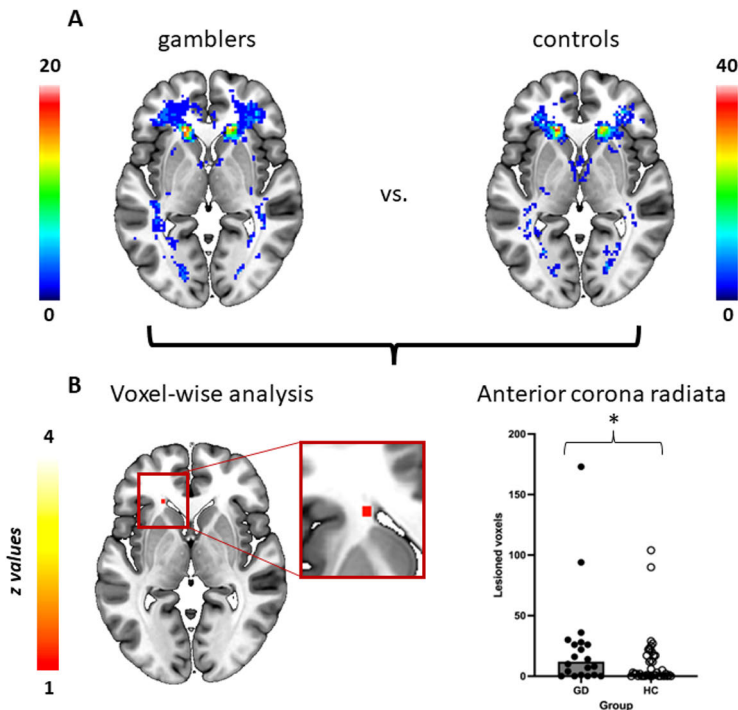 A
gamblers
controls
20
40
vs.
0
0
B
Voxel-wise analysis
Anterior corona radiata
4
*
z values
1
Lesioned voxels
200
150
100
50
0
GD
HC
Group